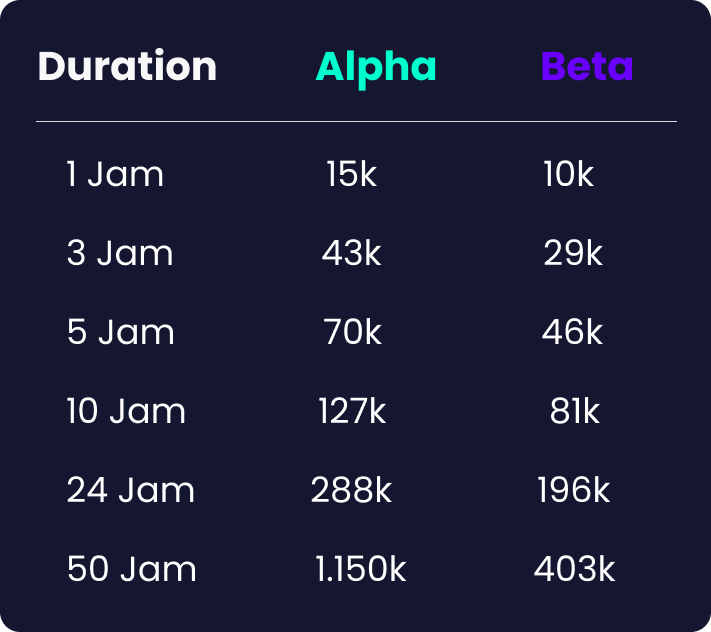 Duration Alpha Beta
1 Jam 15k 10k
3 Jam 43k 29k
5 Jam 70k 46k
10 Jam 127k 81k
24 Jam 288k 196k
50 Jam 1.150k 403k